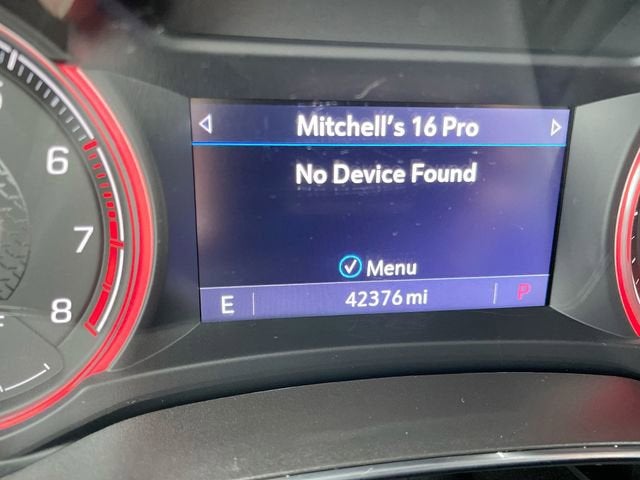 Mitchell's 16 Pro
No Device Found
Menu
E 42376 mi P
6
7
8